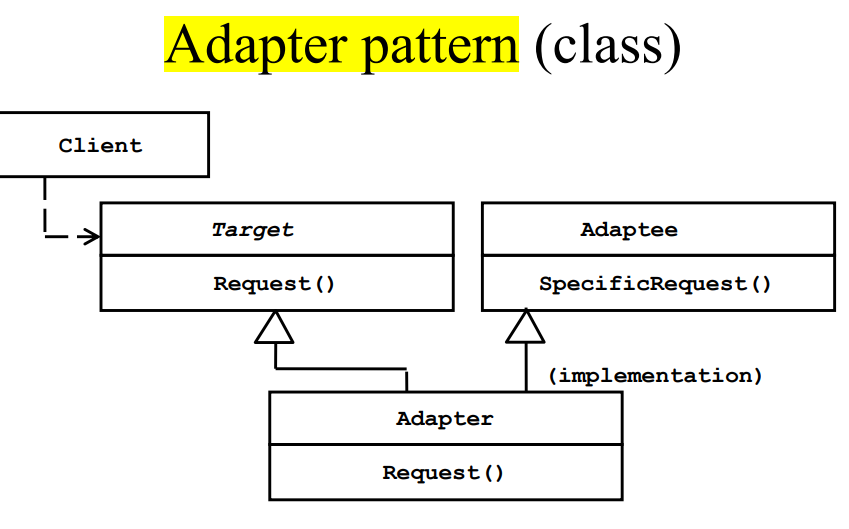 Adapter pattern (class)
Client
Target
Request()
Adaptee
SpecificRequest()
(implementation)
Adapter
Request()